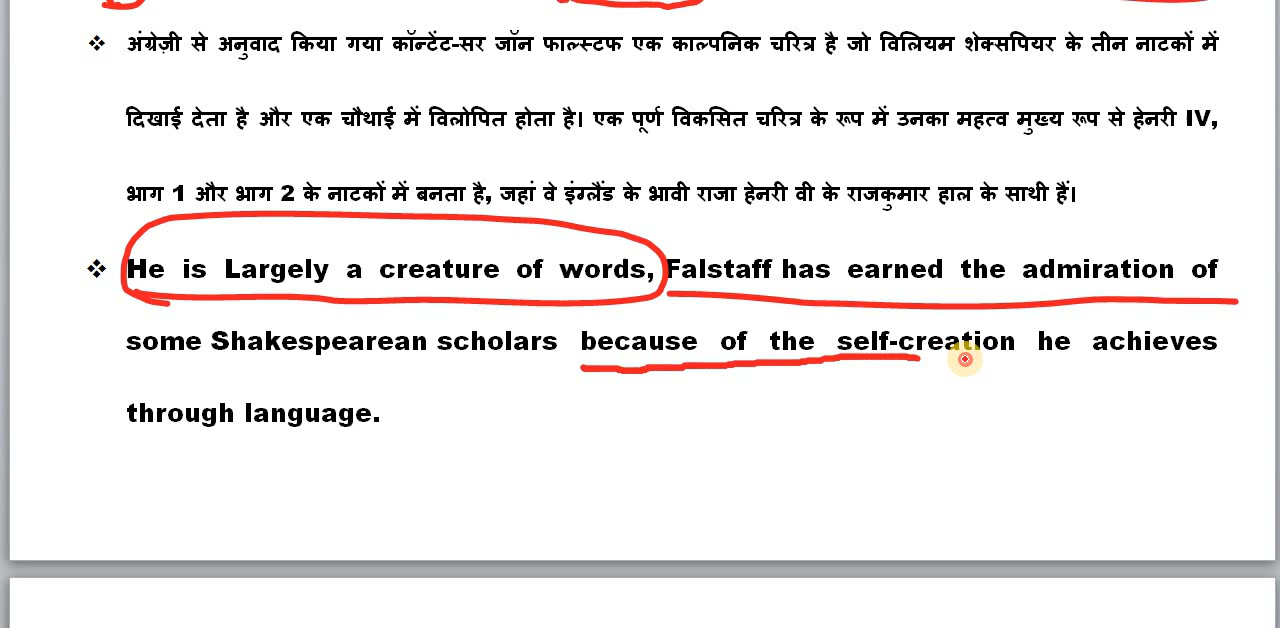 ❖ अंग्रेज़ी से अनुवाद किया गया कॉन्टेंट-सर जॉन फाल्स्टफ एक काल्पनिक चरित्र है जो विलियम शेक्सपियर के तीन नाटकों में
दिखाई देता है और एक चौथाई में विलोपित होता है। एक पूर्ण विकसित चरित्र के रूप में उनका महत्व मुख्य रूप से हेनरी IV,
भाग 1 और भाग 2 के नाटकों में बनता है, जहां वे इंग्लैंड के भावी राजा हेनरी वी के राजकुमार हाल के साथी हैं।
❖ He is Largely a creature of words, Falstaff has earned the admiration of
some Shakespearean scholars because of the self-creation he achieves
through language.